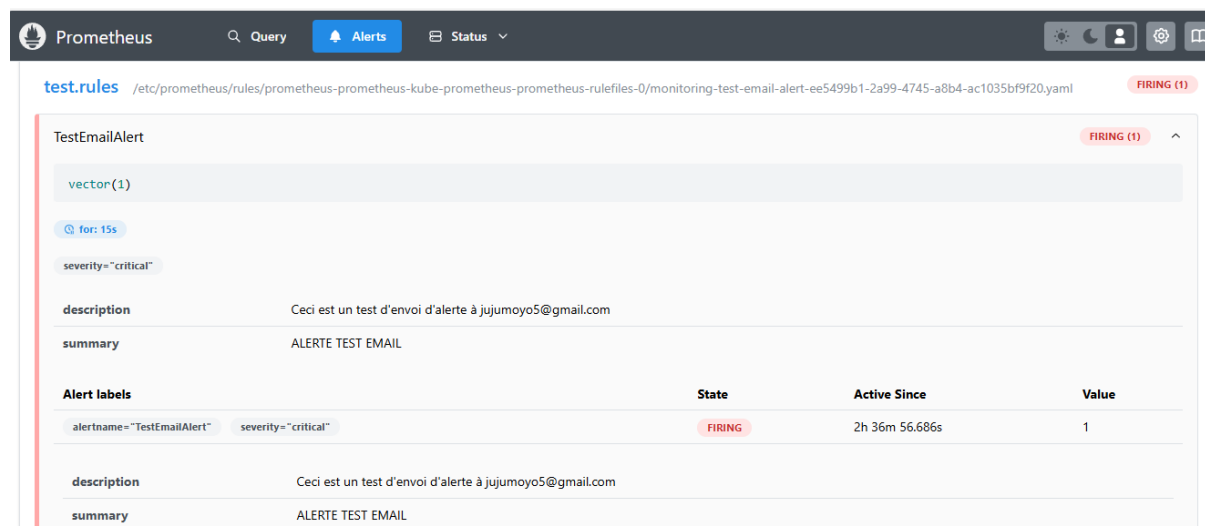 Prometheus Query Alerts Status
test.rules /etc/prometheus/rules/prometheus-prometheus-kube-prometheus-prometheus-rulefiles-0/monitoring-test-email-alert-ee5499b1-2a99-4745-a8b4-ac1035bf9f20.yaml FIRING (1)
TestEmailAlert FIRING (1)
vector(1)
for: 15s
severity="critical"
description Ceci est un test d'envoi d'alerte à jujumoyo5@gmail.com
summary ALERTE TEST EMAIL
Alert labels State Active Since Value
alertname="TestEmailAlert" severity="critical" FIRING 2h 36m 56.686s 1
description Ceci est un test d'envoi d'alerte à jujumoyo5@gmail.com
summary ALERTE TEST EMAIL